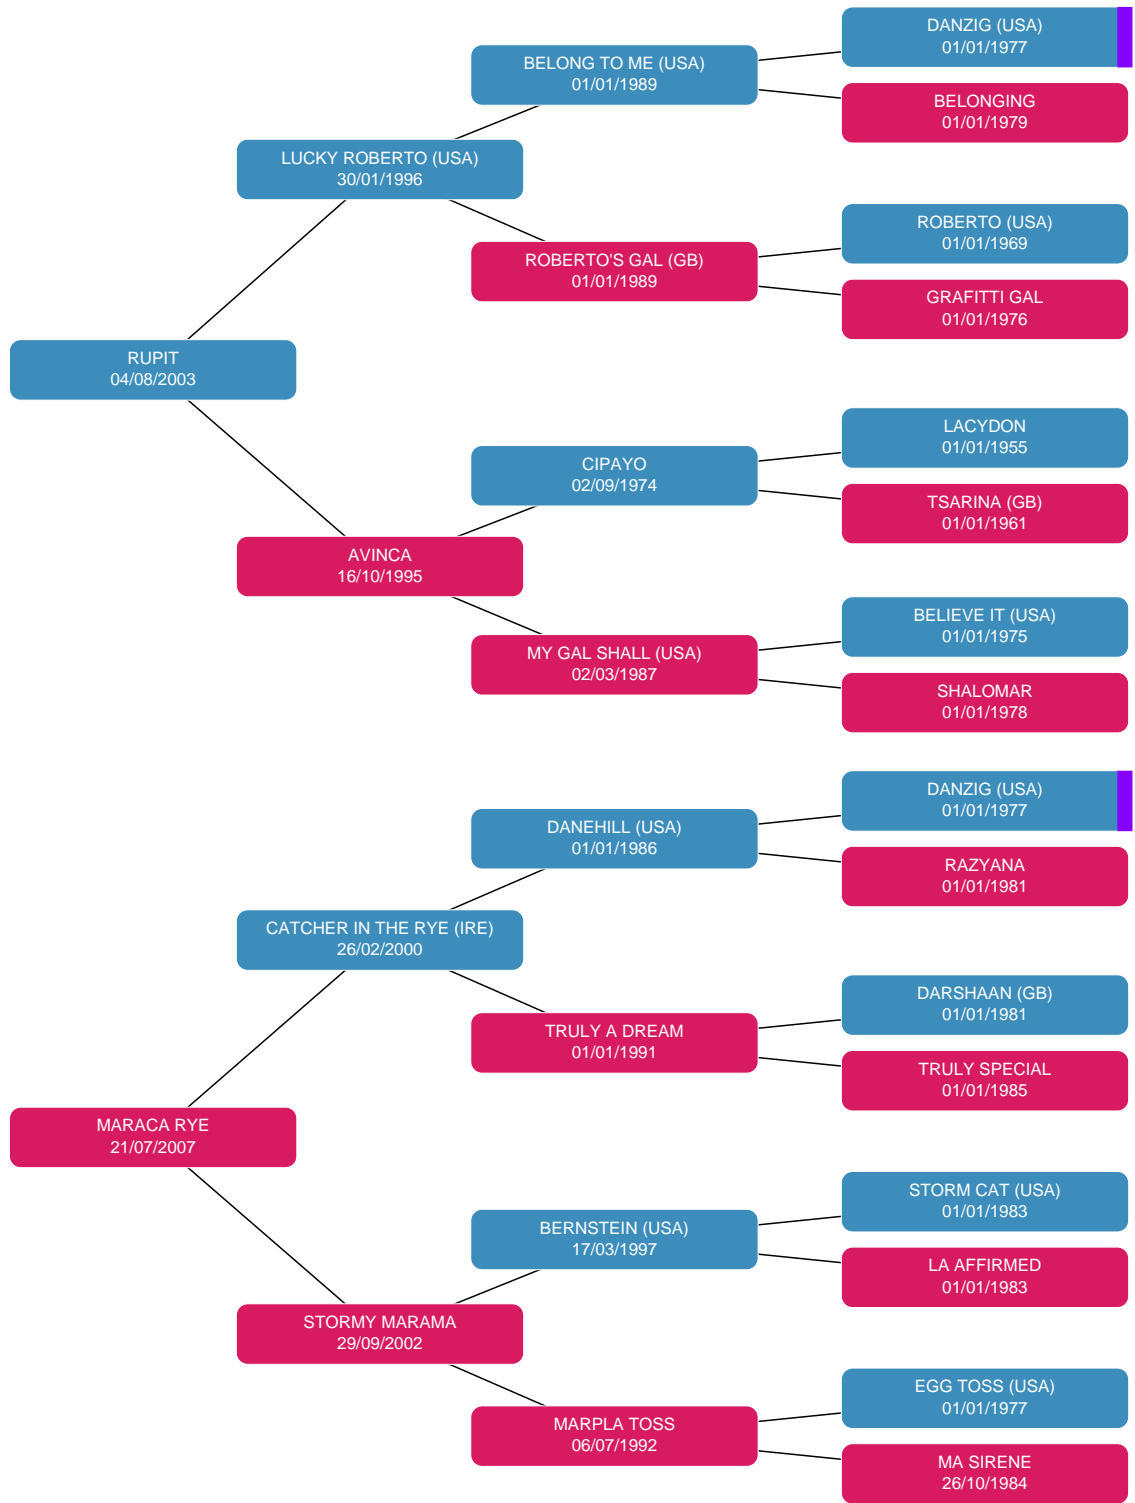 DANZIG (USA)
01/01/1977
BELONG TO ME (USA)
01/01/1989
BELONGING
01/01/1979
LUCKY ROBERTO (USA)
30/01/1996
ROBERTO (USA)
01/01/1969
ROBERTO'S GAL (GB)
01/01/1989
GRAFITTI GAL
01/01/1976
RUPIT
04/08/2003
LACYDON
01/01/1955
CIPAYO
02/09/1974
TSARINA (GB)
01/01/1961
AVINCA
16/10/1995
BELIEVE IT (USA)
01/01/1975
MY GAL SHALL (USA)
02/03/1987
SHALOMAR
01/01/1978
DANZIG (USA)
01/01/1977
DANEHILL (USA)
01/01/1986
RAZYANA
01/01/1981
CATCHER IN THE RYE (IRE)
26/02/2000
DARSHAAN (GB)
01/01/1981
TRULY A DREAM
01/01/1991
TRULY SPECIAL
01/01/1985
MARACA RYE
21/07/2007
STORM CAT (USA)
01/01/1983
BERNSTEIN (USA)
17/03/1997
LA AFFIRMED
01/01/1983
STORMY MARAMA
29/09/2002
EGG TOSS (USA)
01/01/1977
MARPLA TOSS
06/07/1992
MA SIRENE
26/10/1984